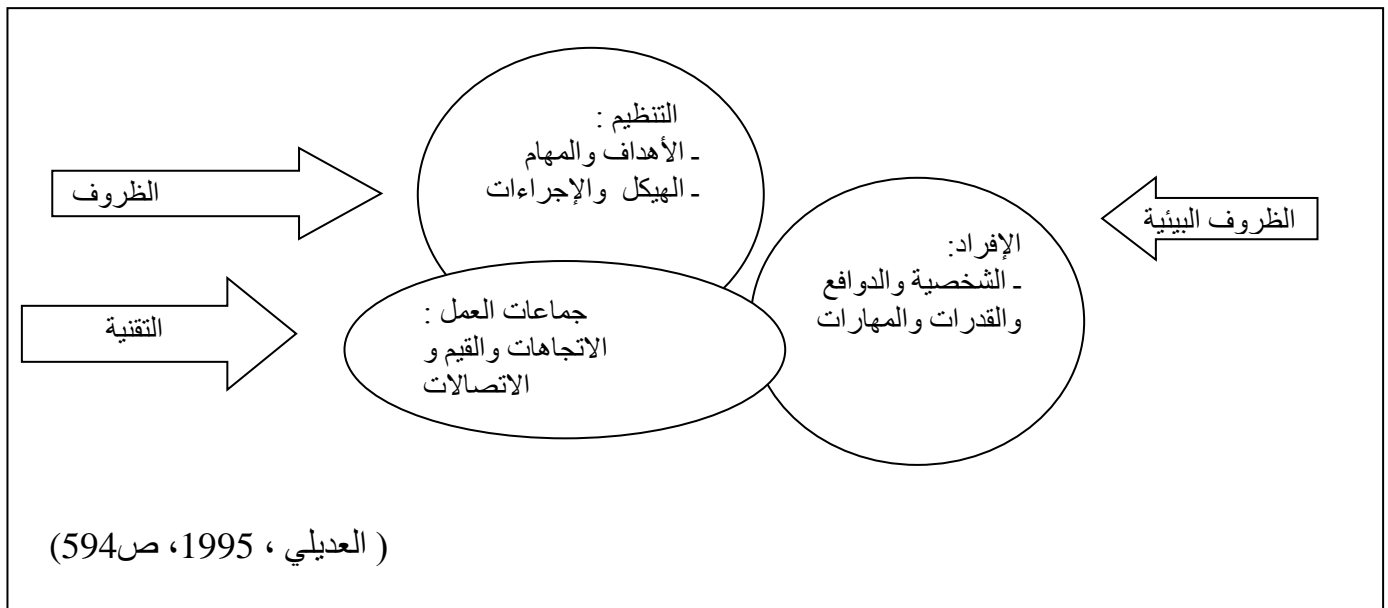 التنظيم :
ـ الأهداف والمهام
ـ الهيكل والإجراءات
الظروف
الظروف البيئية
الإفراد:
ـ الشخصية والدوافع
والقدرات والمهارات
جماعات العمل :
الاتجاهات والقيم و
الاتصالات
التقنية
( العديلي ، 1995، ص594)